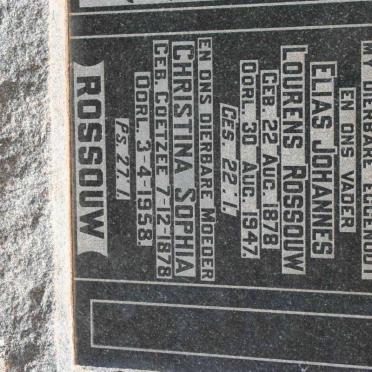 MY DIERBARE EGGENOOT
EN ONS VADER
ELIAS JOHANNES
LOURENS ROSSOUW
GEB. 22 AUG. 1878
OORL. 30 AUG. 1947.
GES. 22:1.
EN ONS DIERBARE MOEDER
CHRISTINA SOPHIA
GEB. COETZEE 7-12-1878
OORL. 3-4-1958
PS. 27:1.
ROSSOUW